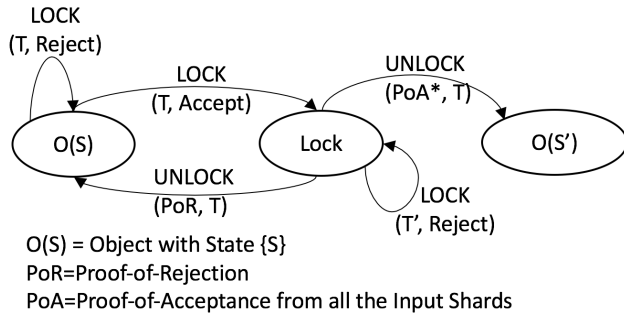 LOCK
(T, Reject)
LOCK
(T, Accept)
UNLOCK
(PoA*, T)
O(S)
Lock
O(S’)
UNLOCK
(PoR, T)
LOCK
(T’, Reject)
O(S) = Object with State {S}
PoR=Proof-of-Rejection
PoA=Proof-of-Acceptance from all the Input Shards